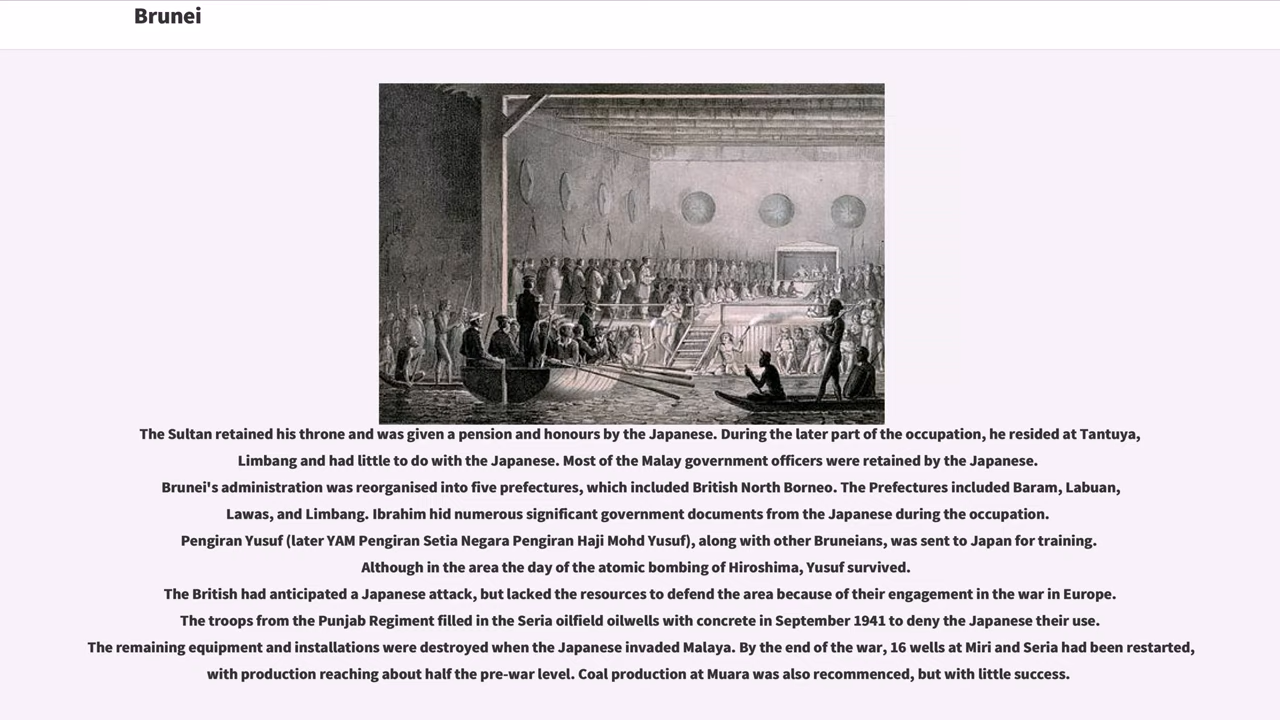 Brunei
The Sultan retained his throne and was given a pension and honours by the Japanese. During the later part of the occupation, he resided at Tantuya,
Limbang and had little to do with the Japanese. Most of the Malay government officers were retained by the Japanese.
Brunei's administration was reorganised into five prefectures, which included British North Borneo. The Prefectures included Baram, Labuan,
Lawas, and Limbang. Ibrahim hid numerous significant government documents from the Japanese during the occupation.
Pengiran Yusuf (later YAM Pengiran Setia Negara Pengiran Haji Mohd Yusuf), along with other Bruneians, was sent to Japan for training.
Although in the area the day of the atomic bombing of Hiroshima, Yusuf survived.
The British had anticipated a Japanese attack, but lacked the resources to defend the area because of their engagement in the war in Europe.
The troops from the Punjab Regiment filled in the Seria oilfield oilwells with concrete in September 1941 to deny the Japanese their use.
The remaining equipment and installations were destroyed when the Japanese invaded Malaya. By the end of the war, 16 wells at Miri and Seria had been restarted,
with production reaching about half the pre-war level. Coal production at Muara was also recommenced, but with little success.